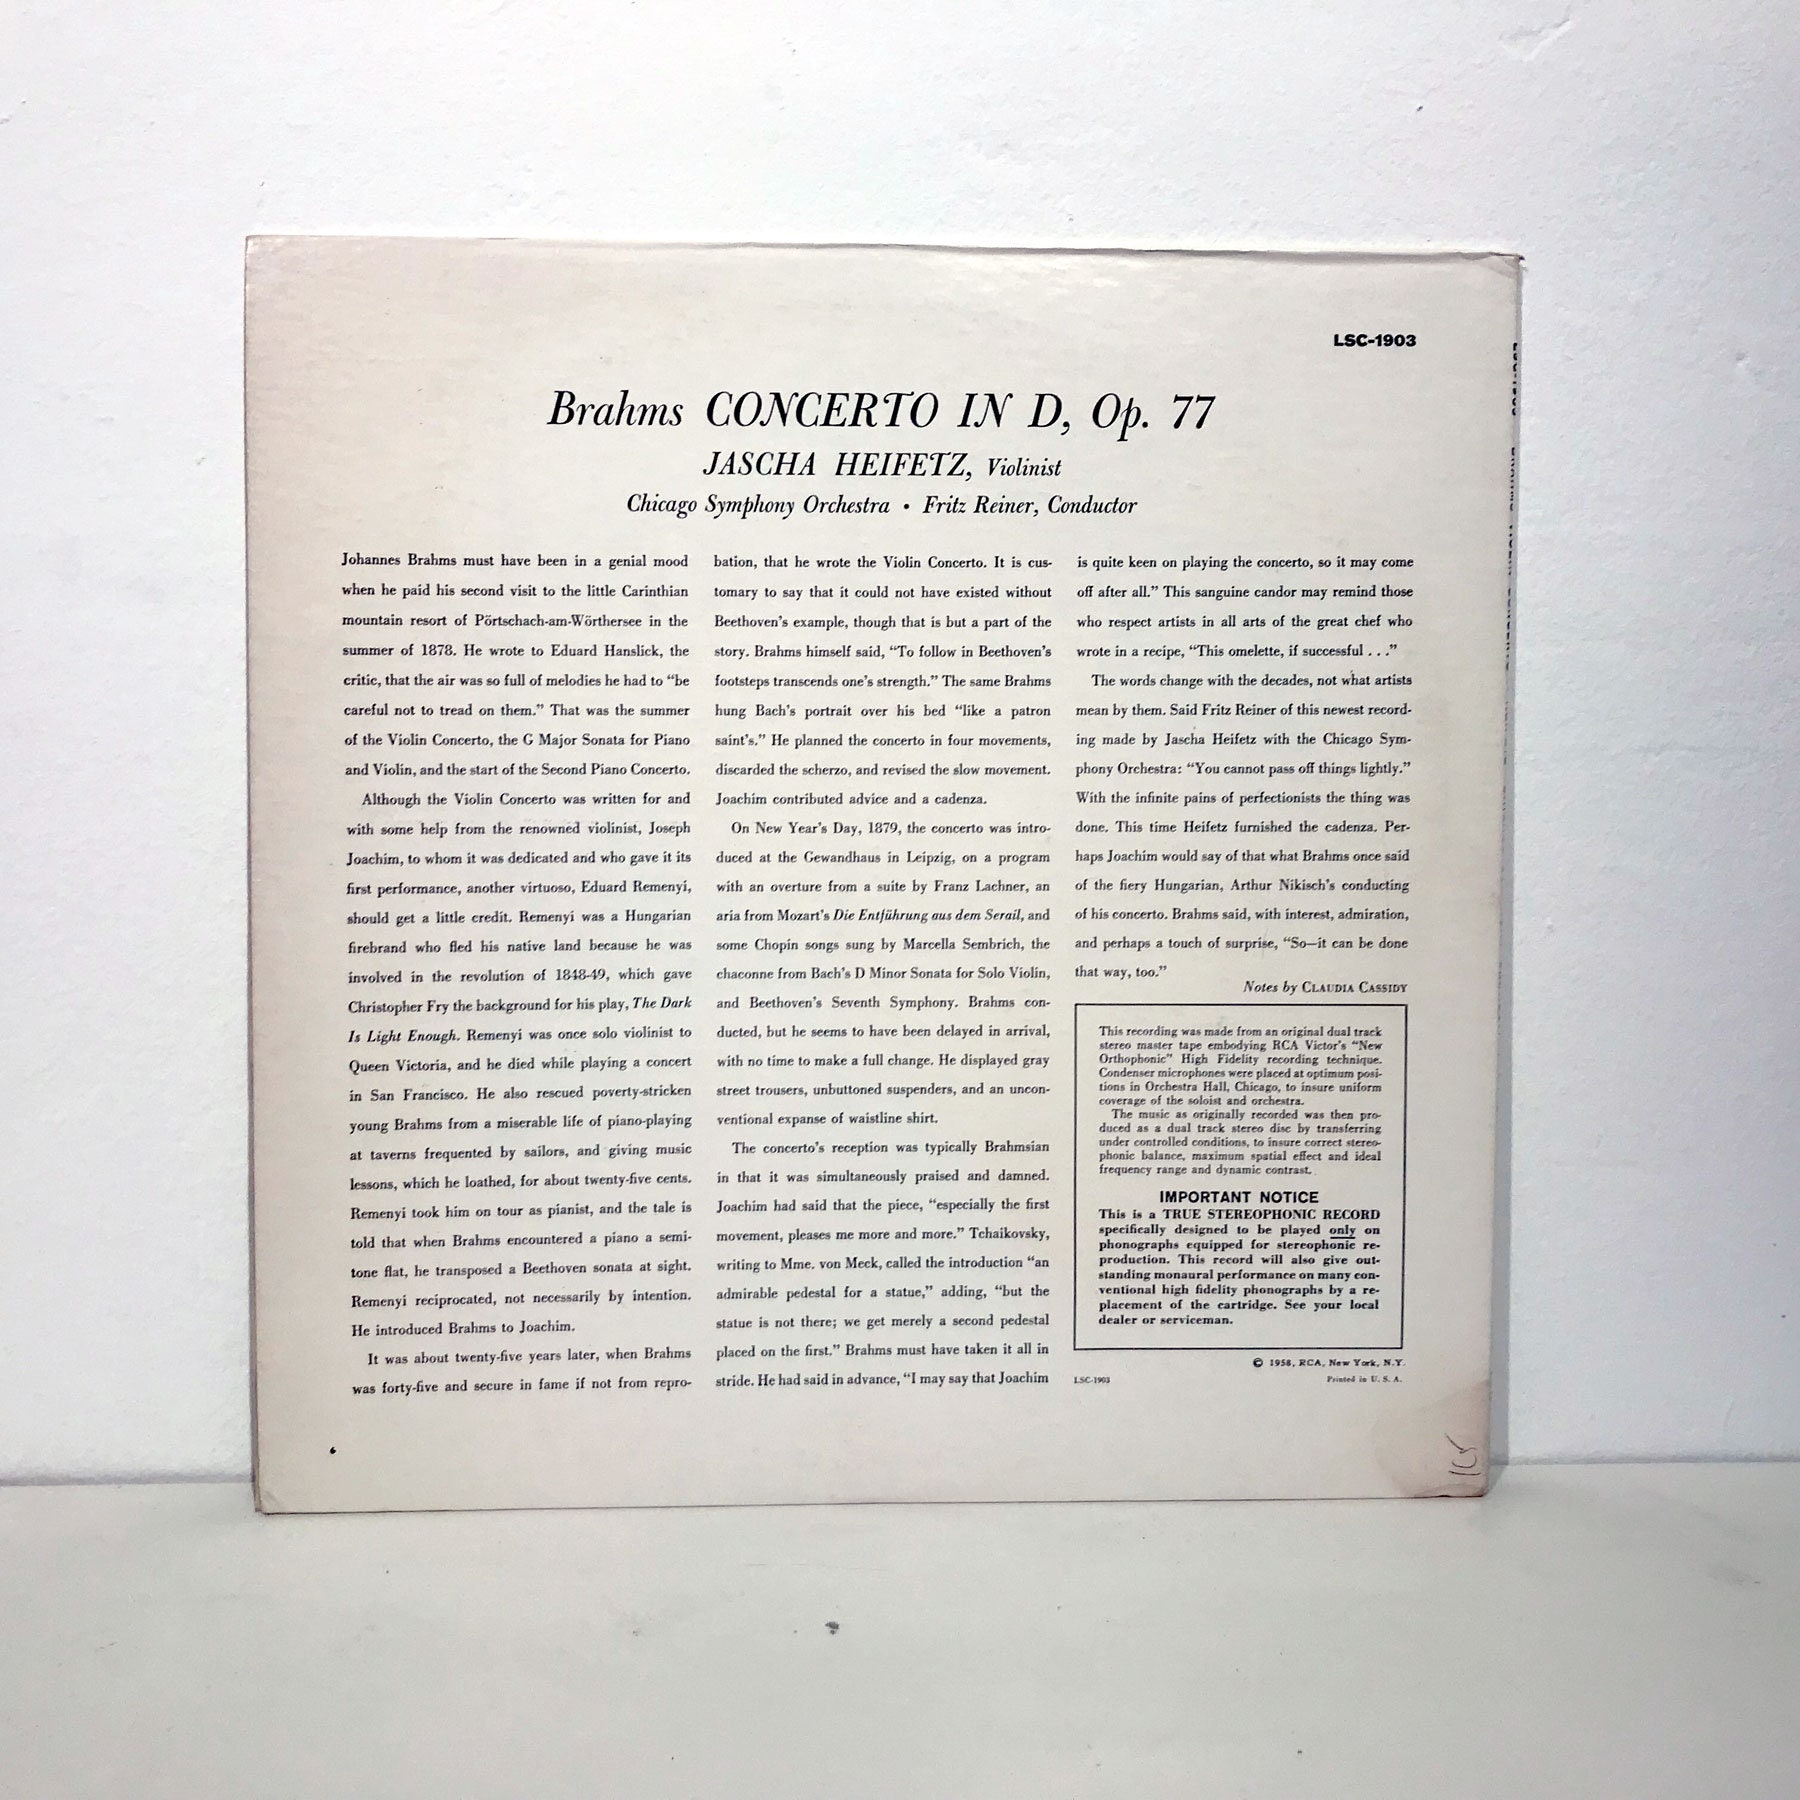 LSC-1903
Brahms CONCERTO IN D, Op. 77
JASCHA HEIFETZ, Violinist
Chicago Symphony Orchestra • Fritz Reiner, Conductor
Johannes Brahms must have been in a genial mood
when he paid his second visit to the little Carinthian
mountain resort of Pörtschach-am-Wörthersee in the
summer of 1878. He wrote to Eduard Hanslick, the
critic, that the air was so full of melodies he had to “be
careful not to tread on them.” That was the summer
of the Violin Concerto, the G Major Sonata for Piano
and Violin, and the start of the Second Piano Concerto.
Although the Violin Concerto was written for and
with some help from the renowned violinist, Joseph
Joachim, to whom it was dedicated and who gave it its
first performance, another virtuoso, Eduard Remenyi,
should get a little credit. Remenyi was a Hungarian
firebrand who fled his native land because he was
involved in the revolution of 1848-49, which gave
Christopher Fry the background for his play, The Dark
Is Light Enough. Remenyi was once solo violinist to
Queen Victoria, and he died while playing a concert
in San Francisco. He also rescued poverty-stricken
young Brahms from a miserable life of piano-playing
at taverns frequented by sailors, and giving music
lessons, which he loathed, for about twenty-five cents.
Remenyi took him on tour as pianist, and the tale is
told that when Brahms encountered a piano a semi-
tone flat, he transposed a Beethoven sonata at sight.
Remenyi reciprocated, not necessarily by intention.
He introduced Brahms to Joachim.
It was about twenty-five years later, when Brahms
was forty-five and secure in fame if not from repro-
bation, that he wrote the Violin Concerto. It is cus-
tomary to say that it could not have existed without
Beethoven’s example, though that is but a part of the
story. Brahms himself said, “To follow in Beethoven’s
footsteps transcends one’s strength.” The same Brahms
hung Bach’s portrait over his bed “like a patron
saint’s.” He planned the concerto in four movements,
discarded the scherzo, and revised the slow movement.
Joachim contributed advice and a cadenza.
On New Year’s Day, 1879, the concerto was intro-
duced at the Gewandhaus in Leipzig, on a program
with an overture from a suite by Franz Lachner, an
aria from Mozart’s Die Entführung aus dem Serail, and
some Chopin songs sung by Marcella Sembrich, the
chaconne from Bach’s D Minor Sonata for Solo Violin,
and Beethoven’s Seventh Symphony. Brahms con-
ducted, but he seems to have been delayed in arrival,
with no time to make a full change. He displayed gray
street trousers, unbuttoned suspenders, and an uncon-
ventional expanse of waistline shirt.
The concerto’s reception was typically Brahmsian
in that it was simultaneously praised and damned.
Joachim had said that the piece, “especially the first
movement, pleases me more and more.” Tchaikovsky,
writing to Mme. von Meck, called the introduction “an
admirable pedestal for a statue,” adding, “but the
statue is not there; we get merely a second pedestal
placed on the first.” Brahms must have taken it all in
stride. He had said in advance, “I may say that Joachim
is quite keen on playing the concerto, so it may come
off after all.” This sanguine candor may remind those
who respect artists in all arts of the great chef who
wrote in a recipe, “This omelette, if successful . . .”
The words change with the decades, not what artists
mean by them. Said Fritz Reiner of this newest record-
ing made by Jascha Heifetz with the Chicago Sym-
phony Orchestra: “You cannot pass off things lightly.”
With the infinite pains of perfectionists the thing was
done. This time Heifetz furnished the cadenza. Per-
haps Joachim would say of that what Brahms once said
of the fiery Hungarian, Arthur Nikisch’s conducting
of his concerto. Brahms said, with interest, admiration,
and perhaps a touch of surprise, “So—it can be done
that way, too.”
Notes by CLAUDIA CASSIDY
This recording was made from an original dual track
stereo master tape embodying RCA Victor’s “New
Orthophonic” High Fidelity recording technique.
Condenser microphones were placed at optimum posi-
tions in Orchestra Hall, Chicago, to insure uniform
coverage of the soloist and orchestra.
The music as originally recorded was then pro-
duced as a dual track stereo disc by transferring
under controlled conditions, to insure correct stereo-
phonic balance, maximum spatial effect and ideal
frequency range and dynamic contrast.
IMPORTANT NOTICE
This is a TRUE STEREOPHONIC RECORD
specifically designed to be played only on
phonographs equipped for stereophonic re-
production. This record will also give out-
standing monaural performance on many con-
ventional high fidelity phonographs by a re-
placement of the cartridge. See your local
dealer or serviceman.
© 1958, RCA, New York, N.Y.
LSC-1903
Printed in U. S. A.